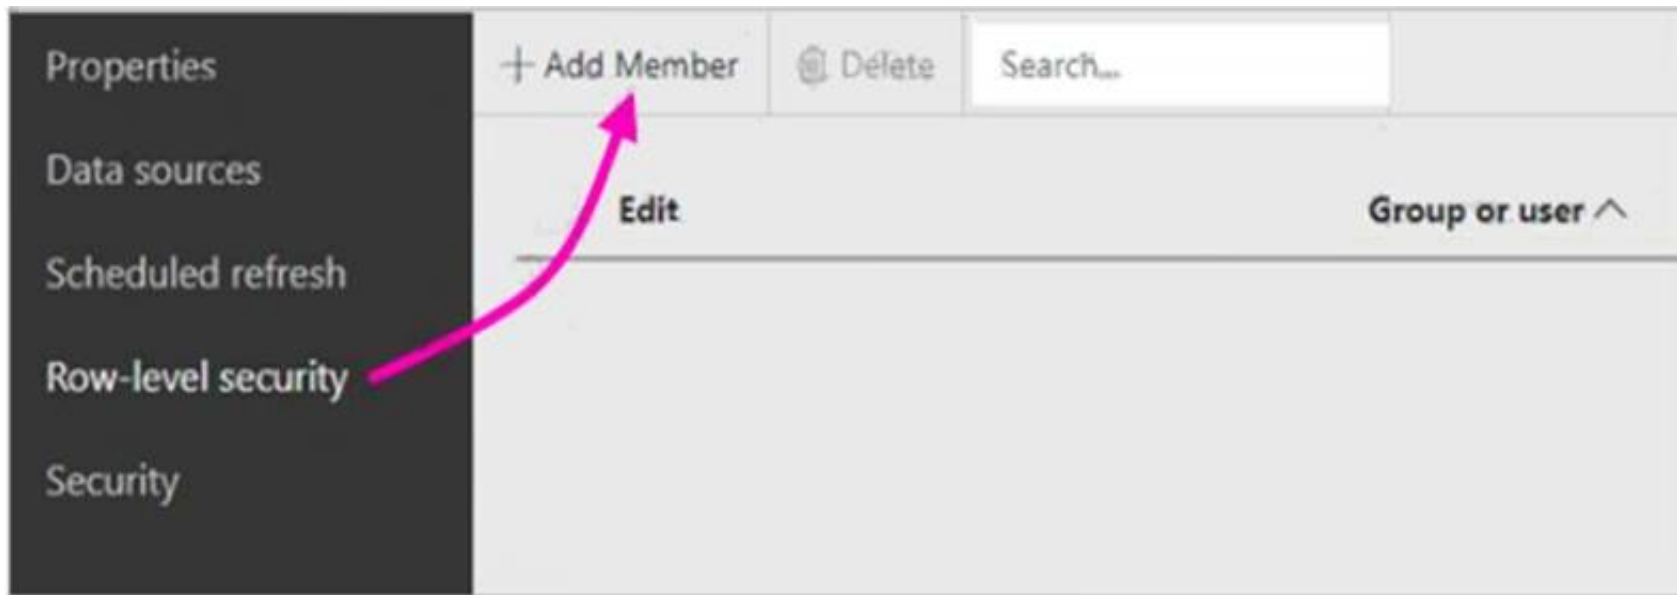 Properties
Data sources
Scheduled refresh
Row-level security
Security
+ Add Member
Delete
Search...
Edit
Group or user